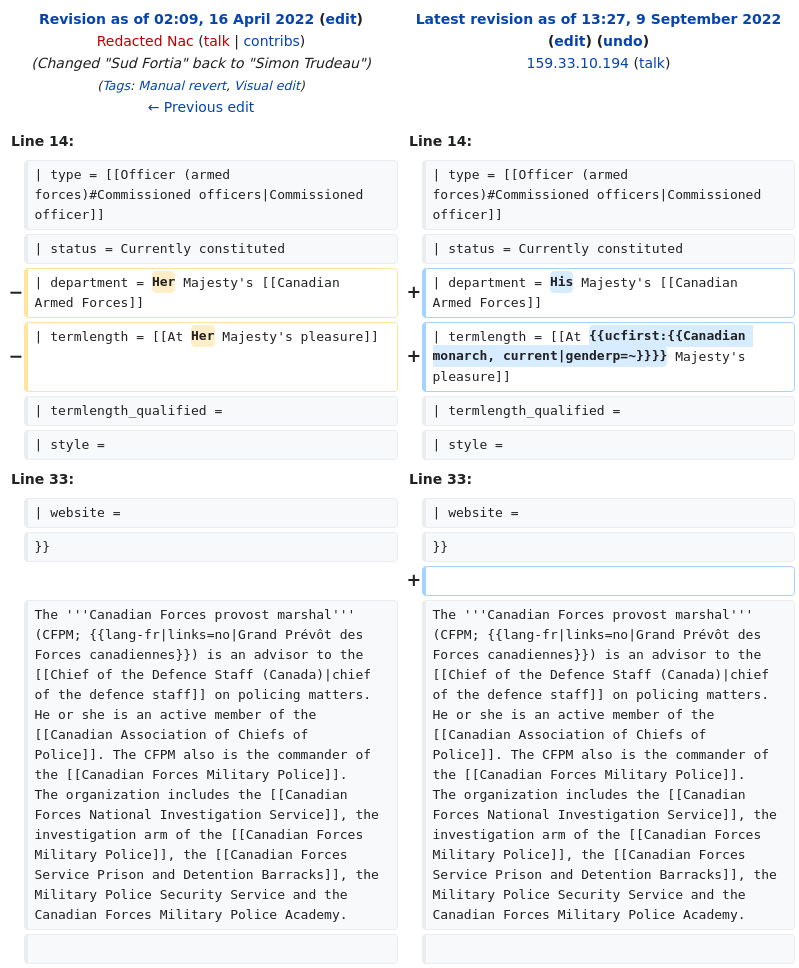 Revision as of 02:09, 16 April 2022 (edit)
Redacted Nac (talk | contribs)
(Changed "Sud Fortia" back to "Simon Trudeau")
(Tags: Manual revert, Visual edit)
← Previous edit
Latest revision as of 13:27, 9 September 2022
(edit) (undo)
159.33.10.194 (talk)
Line 14:
Line 14:
| type = [[Officer (armed
forces)#Commissioned officers|Commissioned
officer]]
| type = [[Officer (armed
forces)#Commissioned officers|Commissioned
officer]]
| status = Currently constituted
| status = Currently constituted
− | department = Her Majesty's [[Canadian
Armed Forces]]
+ | department = His Majesty's [[Canadian
Armed Forces]]
− | termlength = [[At Her Majesty's pleasure]]
+ | termlength = [[At {{ucfirst:{{Canadian
monarch, current|genderp=~}}}} Majesty's
pleasure]]
| termlength_qualified =
| termlength_qualified =
| style =
| style =
Line 33:
Line 33:
| website =
| website =
}}
}}
+
The '''Canadian Forces provost marshal'''
(CFPM; {{lang-fr|links=no|Grand Prévôt des
Forces canadiennes}}) is an advisor to the
[[Chief of the Defence Staff (Canada)|chief
of the defence staff]] on policing matters.
He or she is an active member of the
[[Canadian Association of Chiefs of
Police]]. The CFPM also is the commander of
the [[Canadian Forces Military Police]].
The organization includes the [[Canadian
Forces National Investigation Service]], the
investigation arm of the [[Canadian Forces
Military Police]], the [[Canadian Forces
Service Prison and Detention Barracks]], the
Military Police Security Service and the
Canadian Forces Military Police Academy.
The '''Canadian Forces provost marshal'''
(CFPM; {{lang-fr|links=no|Grand Prévôt des
Forces canadiennes}}) is an advisor to the
[[Chief of the Defence Staff (Canada)|chief
of the defence staff]] on policing matters.
He or she is an active member of the
[[Canadian Association of Chiefs of
Police]]. The CFPM also is the commander of
the [[Canadian Forces Military Police]].
The organization includes the [[Canadian
Forces National Investigation Service]], the
investigation arm of the [[Canadian Forces
Military Police]], the [[Canadian Forces
Service Prison and Detention Barracks]], the
Military Police Security Service and the
Canadian Forces Military Police Academy.